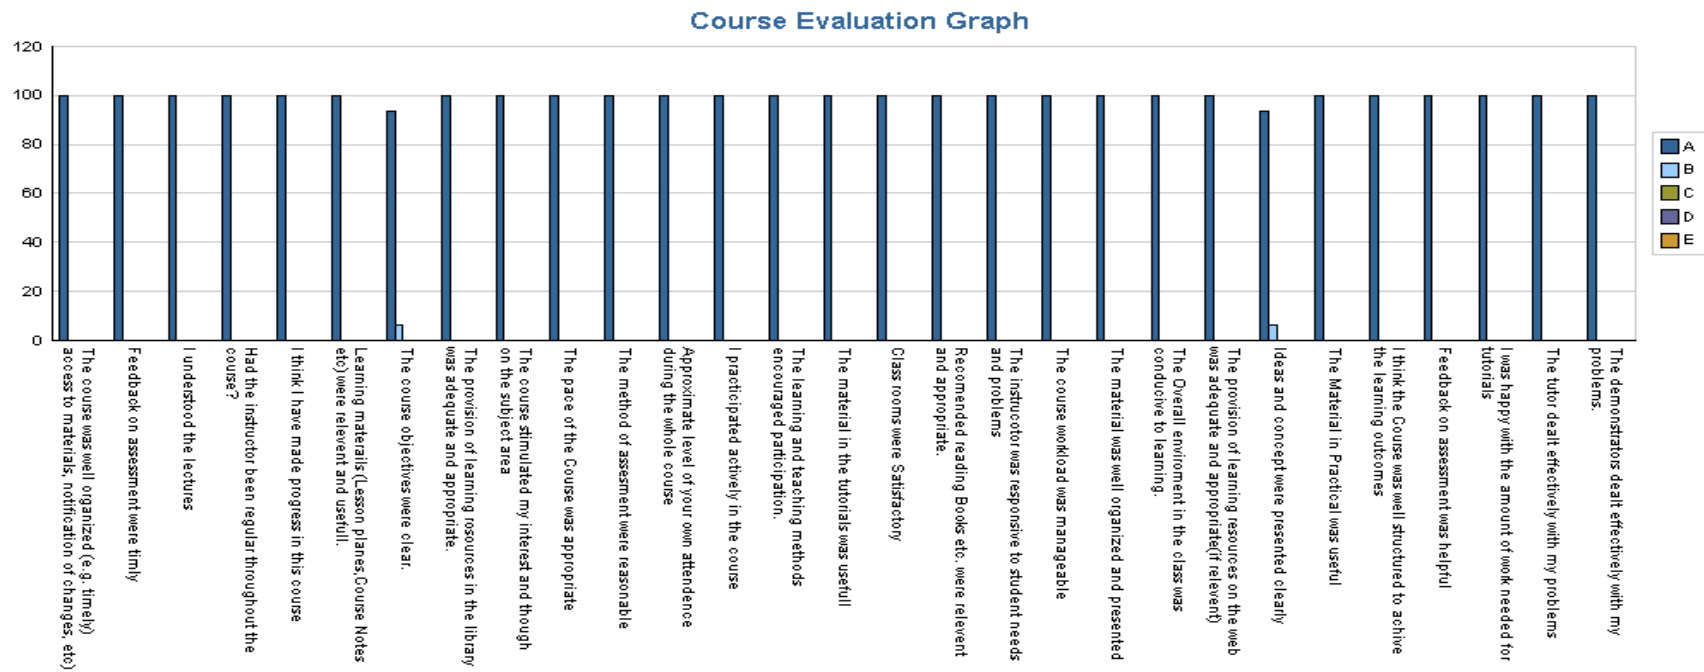 Course Evaluation Graph
120
100
80
60
40
20
0
A
B
C
D
E
The course was well organized (e.g. timely)
access to materials, notification of changes, etc)
Feedback on assessment were timly
I understood the lectures
Had the instructor been regular throughout the
course?
I think I have made progress in this course
Learning materrails (Lesson planes,Course Notes
etc) were relevent and usefull.
The course objectives were clear.
The provision of learning rosources in the library
was adequate and appropriate.
The course stimulated my interest and though
on the subject area
The pace of the Course was appropriate
The method of assesment were reasonable
Approximate level of your own attendence
during the whole course
I practicipated actively in the course
The learning and teaching methods
encouraged participation.
The material in the tutorials was usefull
Class rooms were Satisfactory
Recomended reading Books etc. were relevent
and appropriate.
The instrucotor was responsive to student needs
and problems
The course workload was manageable
The material was well organized and presented
The Overall enviroment in the class was
conducive to learning.
The provision of learning resources on the web
was adequate and appropriate(if relevent)
Ideas and concept were presented clearly
The Material in Practical was useful
I think the Course was well structured to achive
the learning outcomes
Feedback on assessment was helpful
I was happy with the amount of work needed for
tutorials
The tutor dealt effectively with my problems
The demonstrators dealt effectively with my
problems.